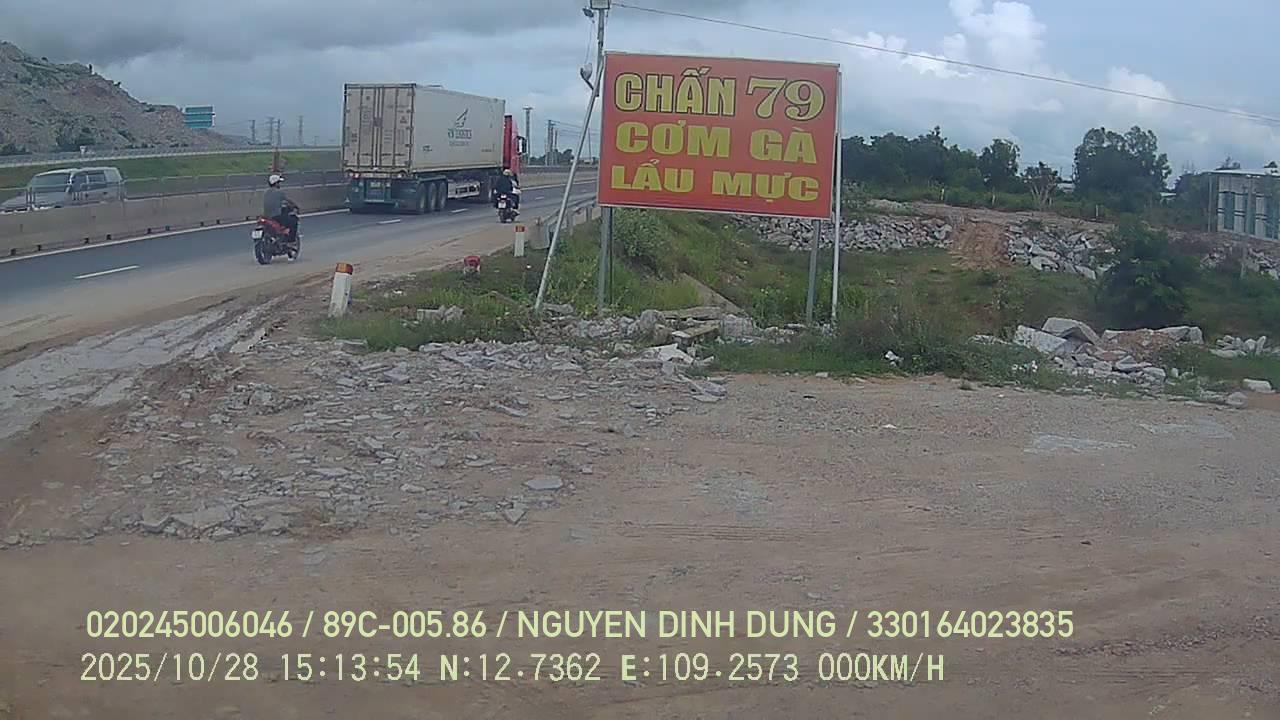 CHẤN 79
CƠM GÀ
LẨU MỰC
020245006046 / 89C-005.86 / NGUYEN DINH DUNG / 330164023835
2025/10/28 15:13:54 N:12.7362 E:109.2573 000KM/H